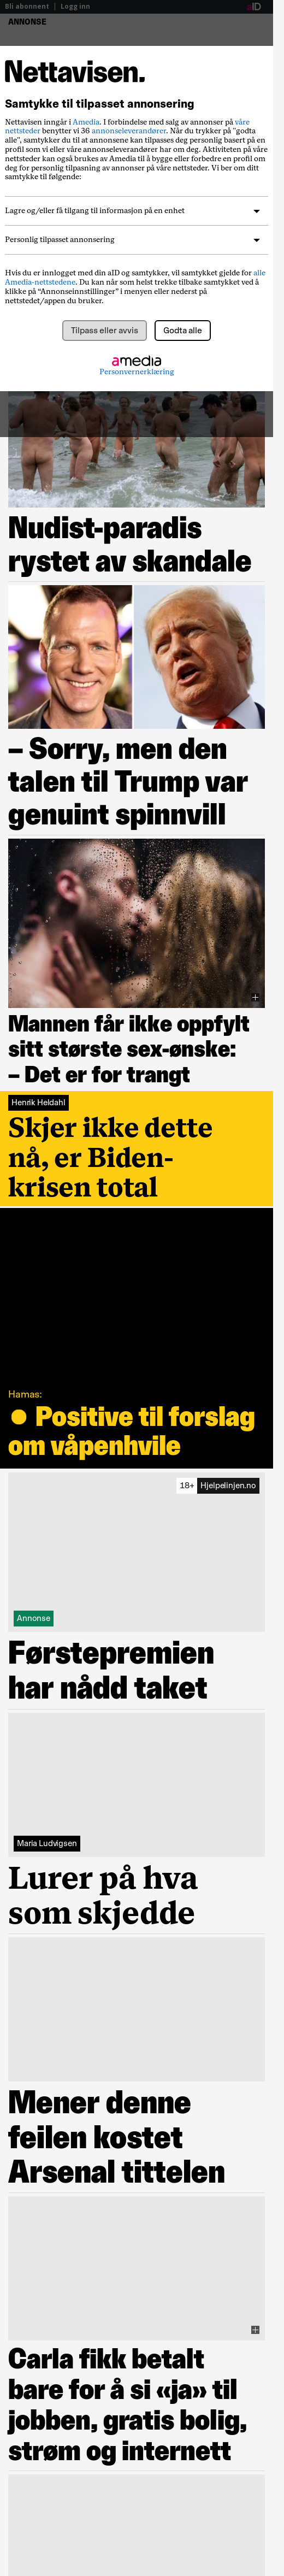 Bli abonnent | Logg inn
aID
ANNONSE
Nettavisen.
Samtykke til tilpasset annonsering
Nettavisen inngår i Amedia. I forbindelse med salg av annonser på våre
nettsteder benytter vi 36 annonseleverandører. Når du trykker på "godta
alle", samtykker du til at annonsene kan tilpasses deg personlig basert på en
profil som vi eller våre annonseleverandører har om deg. Aktiviteten på våre
nettsteder kan også brukes av Amedia til å bygge eller forbedre en profil om
deg for personlig tilpasning av annonser på våre nettsteder. Vi ber om ditt
samtykke til følgende:
Lagre og/eller få tilgang til informasjon på en enhet
Personlig tilpasset annonsering
Hvis du er innlogget med din aID og samtykker, vil samtykket gjelde for alle
Amedia-nettstedene. Du kan når som helst trekke tilbake samtykket ved å
klikke på “Annonseinnstillinger” i menyen eller nederst på
nettstedet/appen du bruker.
Tilpass eller avvis
Godta alle
amedia
Personvernerklæring
Nudist-paradis
rystet av skandale
– Sorry, men den
talen til Trump var
genuint spinnvill
Mannen får ikke oppfylt
sitt største sex-ønske:
– Det er for trangt
Henrik Heldahl
Skjer ikke dette
nå, er Biden-
krisen total
Hamas:
● Positive til forslag
om våpenhvile
18+ Hjelpelinjen.no
Annonse
Førstepremien
har nådd taket
Maria Ludvigsen
Lurer på hva
som skjedde
Mener denne
feilen kostet
Arsenal tittelen
Carla fikk betalt
bare for å si «ja» til
jobben, gratis bolig,
strøm og internett